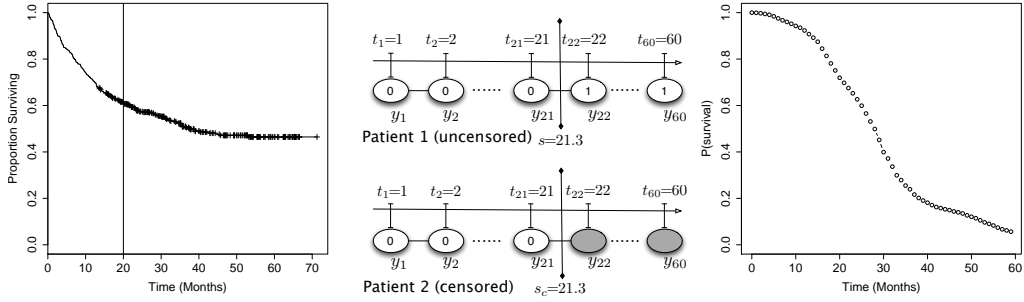 Proportion Surviving
1.0
0.8
0.6
0.4
0.2
0.0
0 10 20 30 40 50 60 70
Time (Months)
t₁=1 t₂=2 t₂₁=21 t₂₂=22 t₆₀=60
0 0 ...... 0 1 ...... 1
y₁ y₂ y₂₁ y₂₂ y₆₀
Patient 1 (uncensored) s=21.3
t₁=1 t₂=2 t₂₁=21 t₂₂=22 t₆₀=60
0 0 ...... 0 ......
y₁ y₂ y₂₁ y₂₂ y₆₀
Patient 2 (censored) s_c=21.3
P(survival)
1.0
0.8
0.6
0.4
0.2
0.0
0 10 20 30 40 50 60
Time (Months)